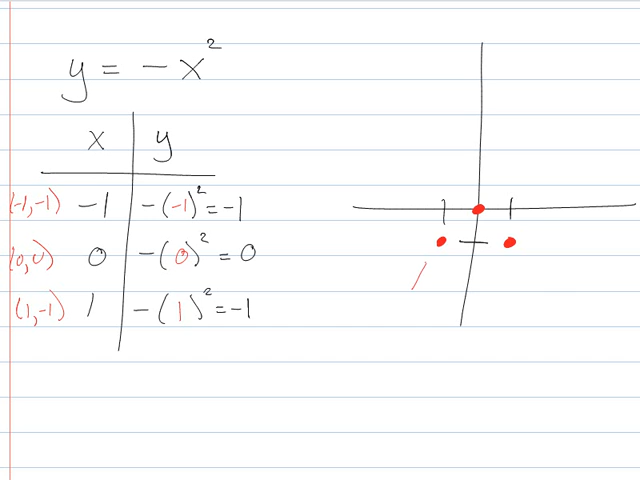 y = -x²
x y
(-1,-1) -1 -(-1)² = -1
(0,0) 0 -(0)² = 0
(1,-1) 1 -(1)² = -1